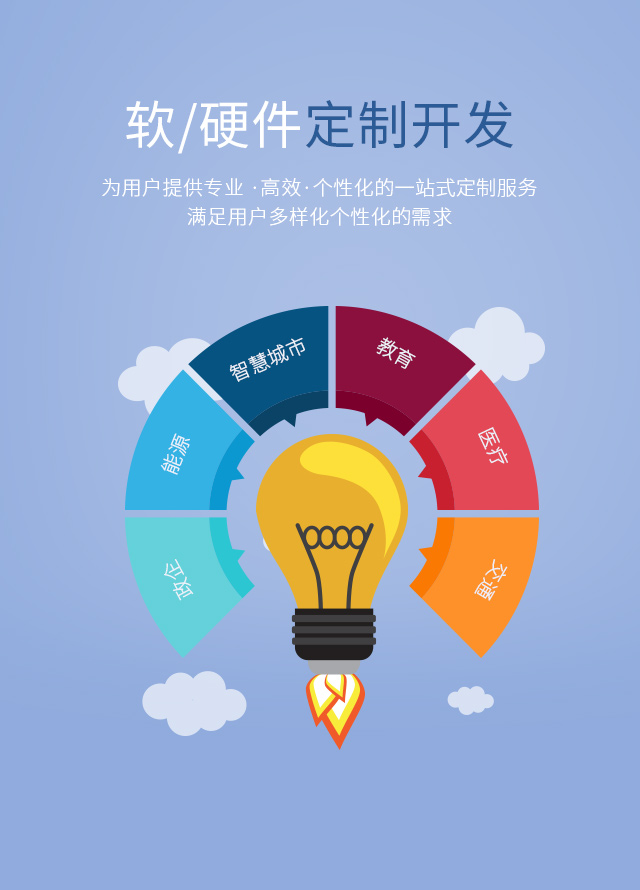 软/硬件定制开发
为用户提供专业 ·高效·个性化的一站式定制服务
满足用户多样化个性化的需求
智慧城市
教育
能源
医疗
政企
交通